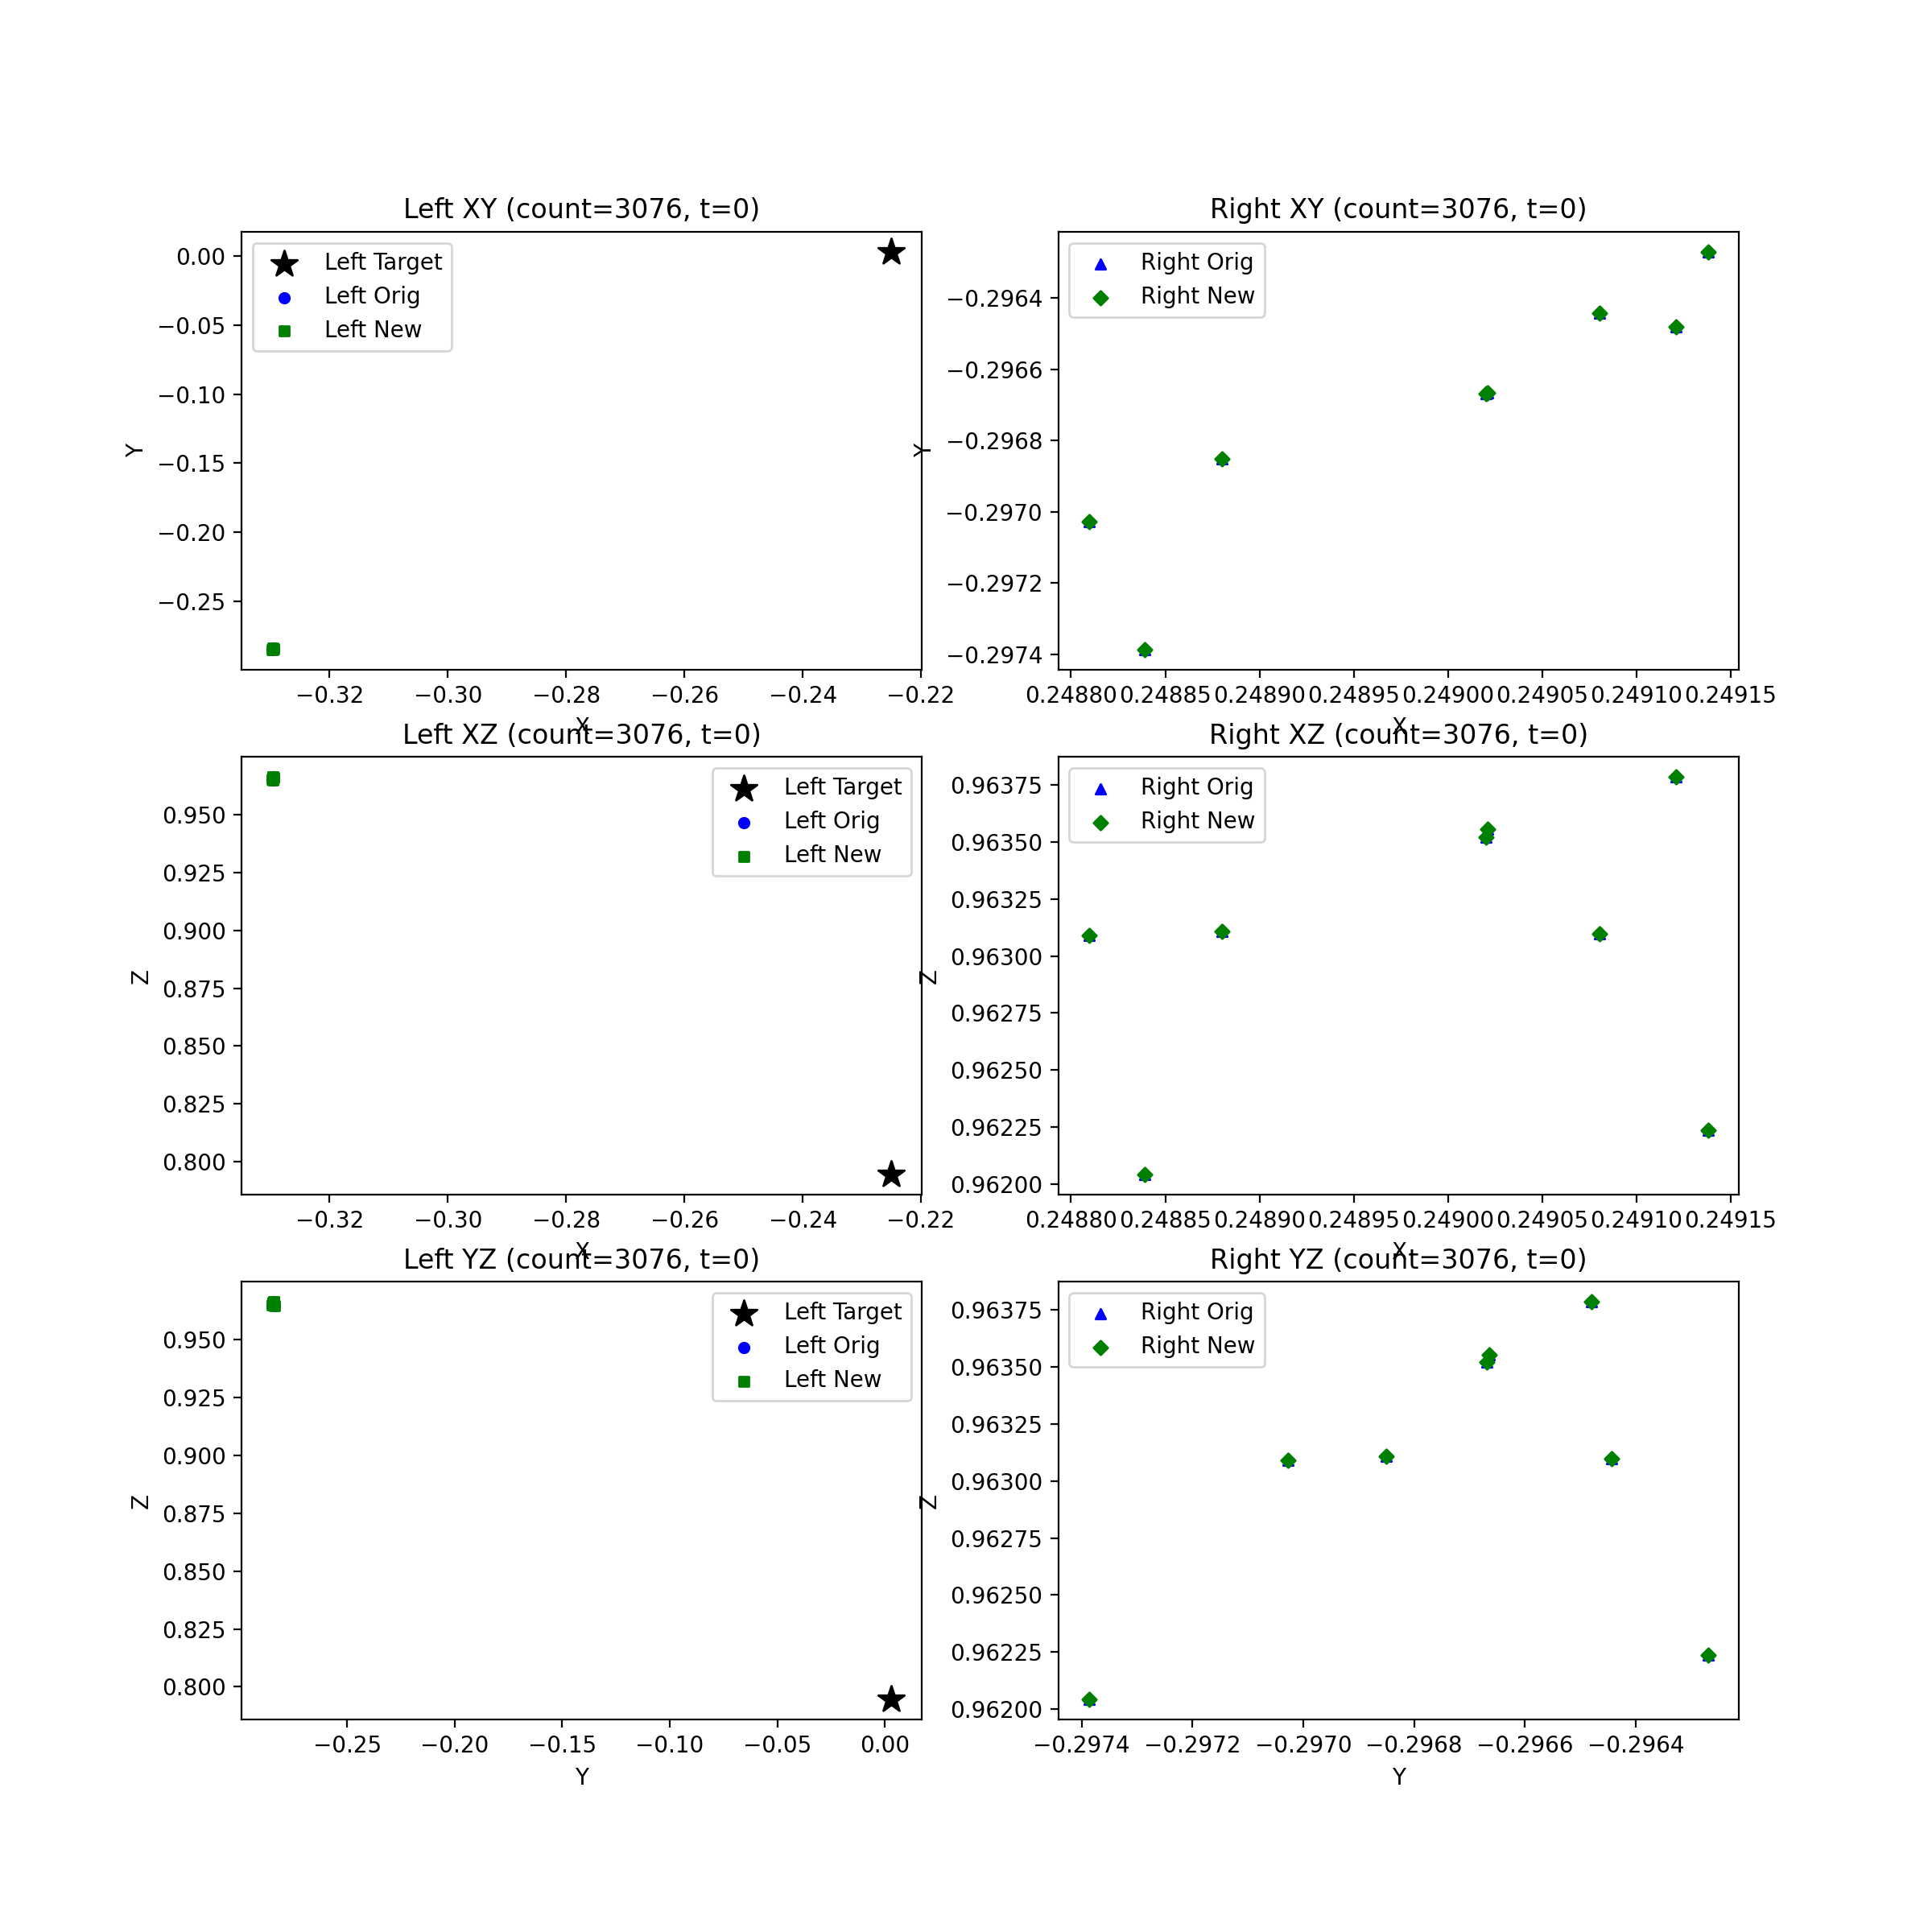 Left XY (count=3076, t=0)
Left Target
Left Orig
Left New
0.00
−0.05
−0.10
−0.15
−0.20
−0.25
Y
−0.32 −0.30 −0.28 −0.26 −0.24 −0.22
X
Right XY (count=3076, t=0)
Right Orig
Right New
−0.2964
−0.2966
−0.2968
−0.2970
−0.2972
−0.2974
Y
0.24880 0.24885 0.24890 0.24895 0.24900 0.24905 0.24910 0.24915
X
Left XZ (count=3076, t=0)
Left Target
Left Orig
Left New
0.950
0.925
0.900
0.875
0.850
0.825
0.800
Z
−0.32 −0.30 −0.28 −0.26 −0.24 −0.22
X
Right XZ (count=3076, t=0)
Right Orig
Right New
0.96375
0.96350
0.96325
0.96300
0.96275
0.96250
0.96225
0.96200
Z
0.24880 0.24885 0.24890 0.24895 0.24900 0.24905 0.24910 0.24915
X
Left YZ (count=3076, t=0)
Left Target
Left Orig
Left New
0.950
0.925
0.900
0.875
0.850
0.825
0.800
Z
−0.25 −0.20 −0.15 −0.10 −0.05 0.00
Y
Right YZ (count=3076, t=0)
Right Orig
Right New
0.96375
0.96350
0.96325
0.96300
0.96275
0.96250
0.96225
0.96200
Z
−0.2974 −0.2972 −0.2970 −0.2968 −0.2966 −0.2964
Y